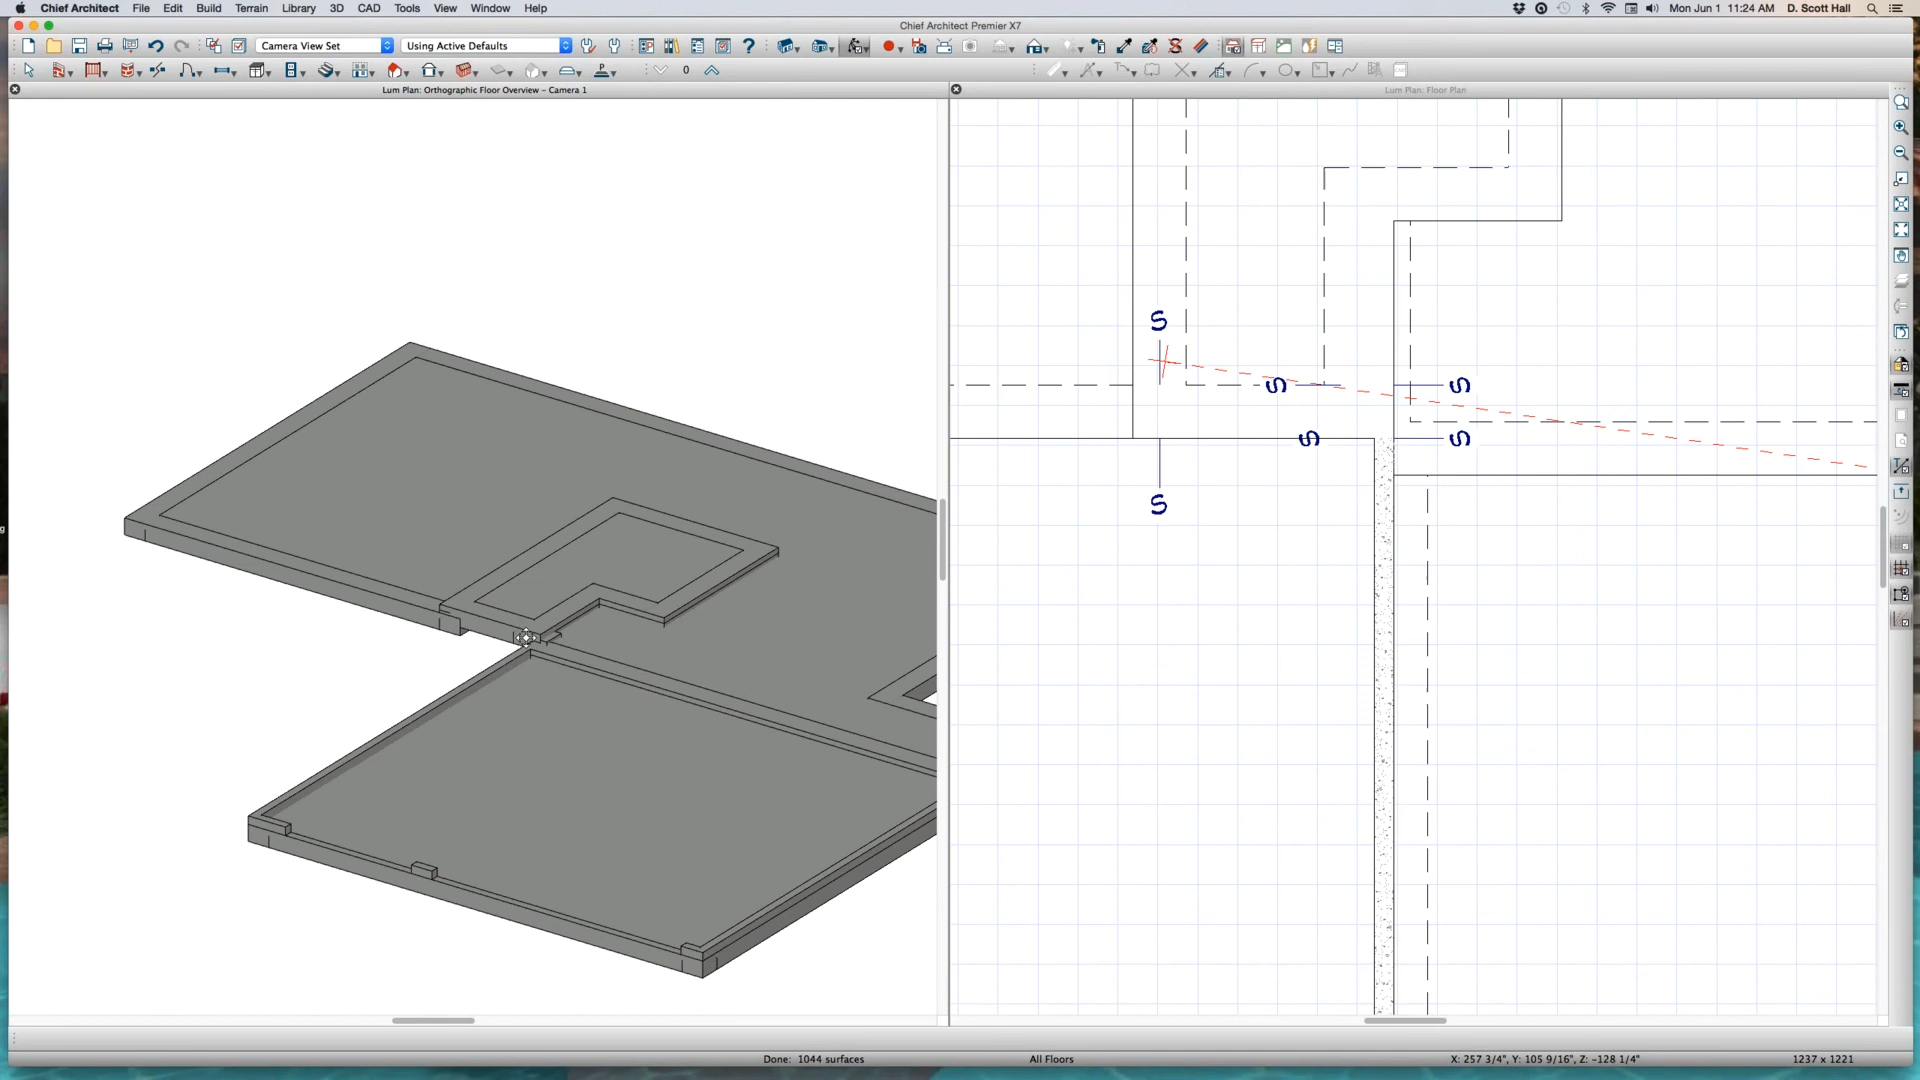 Chief Architect File Edit Build Terrain Library 3D CAD Tools View Window Help
Mon Jun 1 11:24 AM D. Scott Hall
Chief Architect Premier X7
Camera View Set
Using Active Defaults
0
Lum Plan: Orthographic Floor Overview – Camera 1
Lum Plan: Floor Plan
S
S
S
S
S
S
Done: 1044 surfaces
All Floors
X: 257 3/4", Y: 105 9/16", Z: -128 1/4"
1237 x 1221